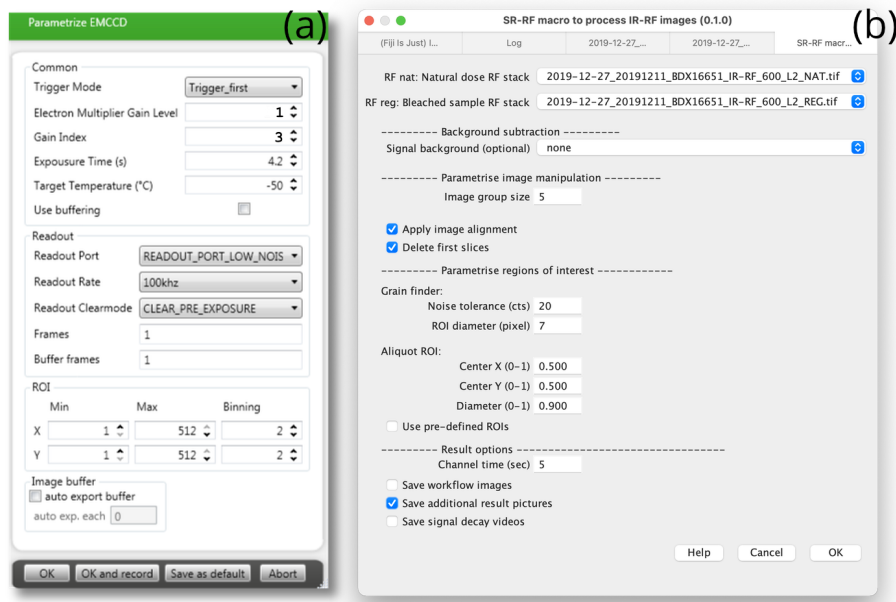 Parametrize EMCCD
(a)
Common
Trigger Mode Trigger_first
Electron Multiplier Gain Level 1
Gain Index 3
Expousure Time (s) 4.2
Target Temperature (°C) -50
Use buffering
Readout
Readout Port READOUT_PORT_LOW_NOIS
Readout Rate 100khz
Readout Clearmode CLEAR_PRE_EXPOSURE
Frames 1
Buffer frames 1
ROI
Min Max Binning
X 1 512 2
Y 1 512 2
Image buffer
auto export buffer
auto exp. each 0
OK OK and record Save as default Abort
SR-RF macro to process IR-RF images (0.1.0)
(b)
(Fiji Is Just) I... Log 2019-12-27_... 2019-12-27_... SR-RF macr...
RF nat: Natural dose RF stack 2019-12-27_20191211_BDX16651_IR-RF_600_L2_NAT.tif
RF reg: Bleached sample RF stack 2019-12-27_20191211_BDX16651_IR-RF_600_L2_REG.tif
--------- Background subtraction ---------
Signal background (optional) none
--------- Parametrise image manipulation ---------
Image group size 5
Apply image alignment
Delete first slices
--------- Parametrise regions of interest ------------
Grain finder:
Noise tolerance (cts) 20
ROI diameter (pixel) 7
Aliquot ROI:
Center X (0-1) 0.500
Center Y (0-1) 0.500
Diameter (0-1) 0.900
Use pre-defined ROIs
--------- Result options ---------------------------------
Channel time (sec) 5
Save workflow images
Save additional result pictures
Save signal decay videos
Help Cancel OK